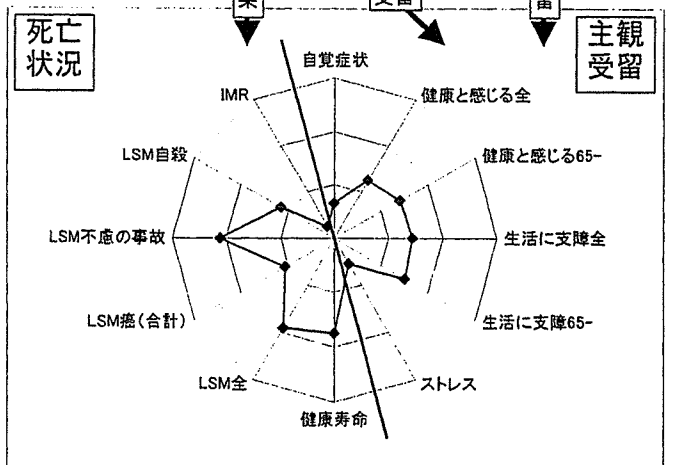 受留
留
死亡
状況
主観
受留
自覚症状
IMR
健康と感じる全
LSM自殺
健康と感じる65-
LSM不慮の事故
生活に支障全
LSM癌(合計)
生活に支障65-
LSM全
ストレス
健康寿命